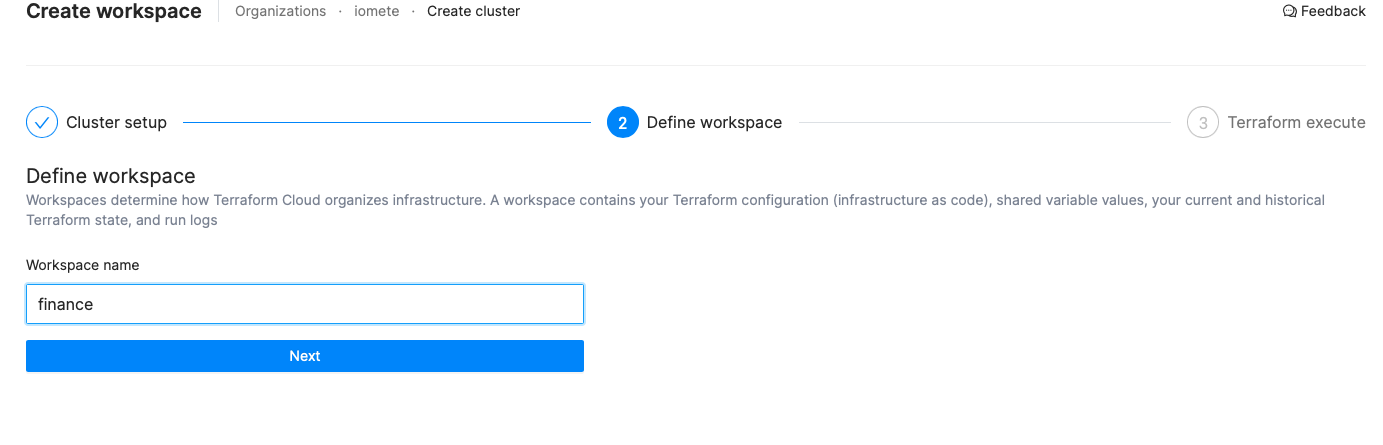 Create workspace Organizations · iomete · Create cluster Feedback
Cluster setup 2 Define workspace 3 Terraform execute
Define workspace
Workspaces determine how Terraform Cloud organizes infrastructure. A workspace contains your Terraform configuration (infrastructure as code), shared variable values, your current and historical
Terraform state, and run logs
Workspace name
finance
Next